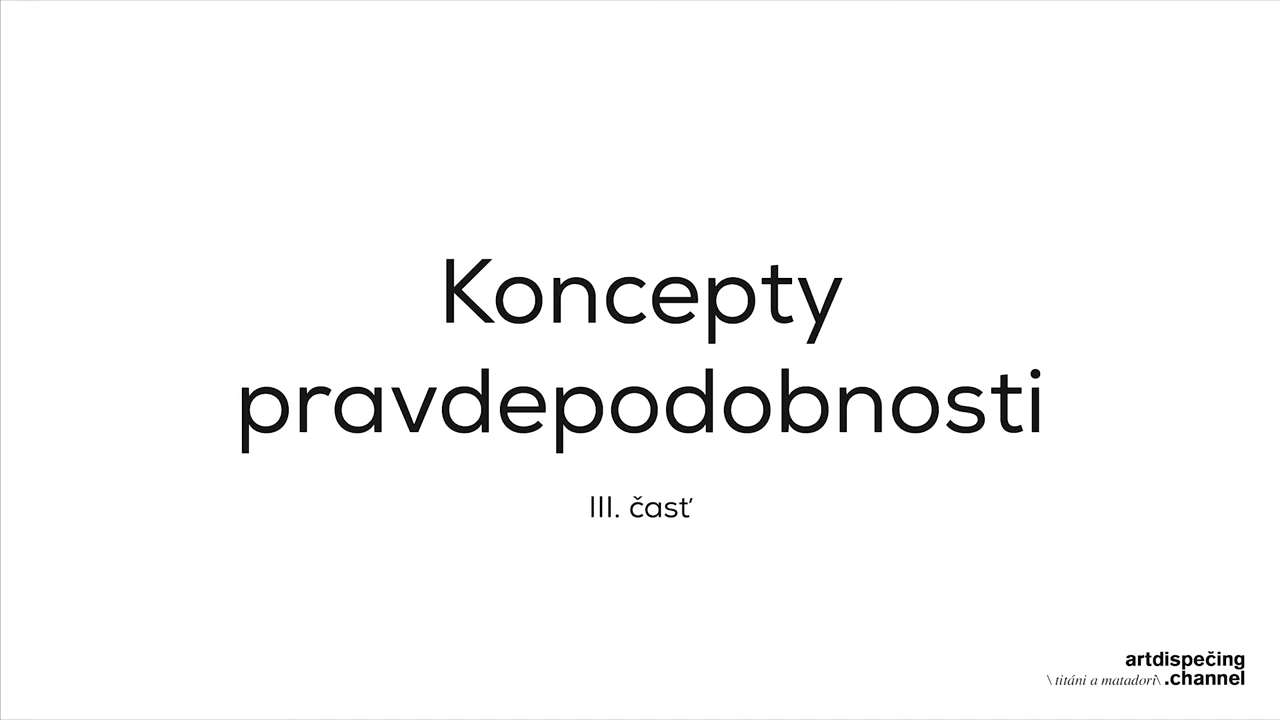 Koncepty
pravdepodobnosti
III. časť
artdispečing
\ titáni a matadori\ .channel